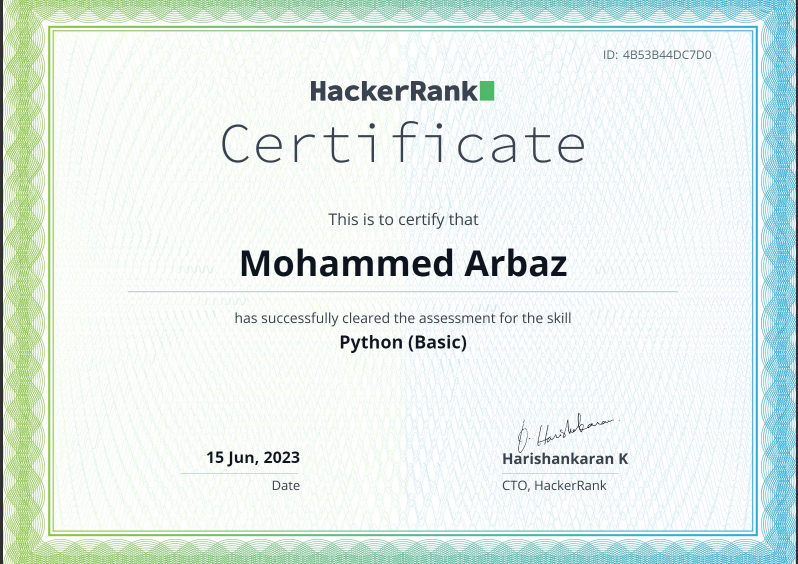 ID: 4B53B44DC7D0
HackerRank
Certificate
This is to certify that
Mohammed Arbaz
has successfully cleared the assessment for the skill
Python (Basic)
15 Jun, 2023
Date
Harishankaran K
CTO, HackerRank